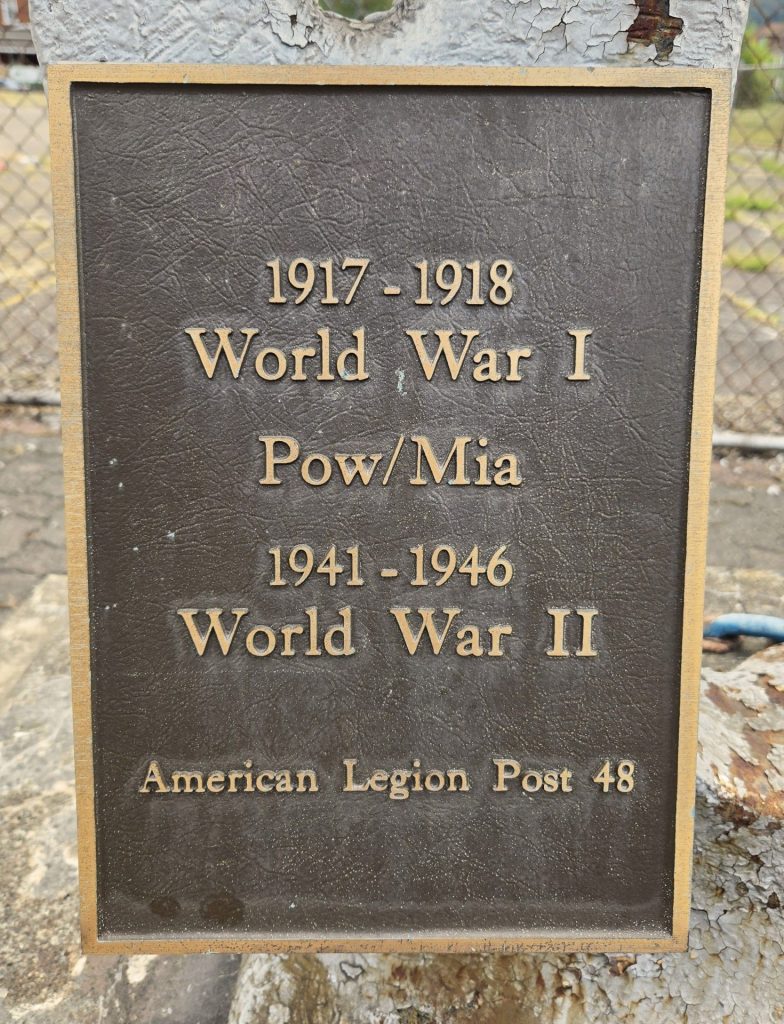 1917 - 1918
World War I
Pow/Mia
1941 - 1946
World War II
American Legion Post 48